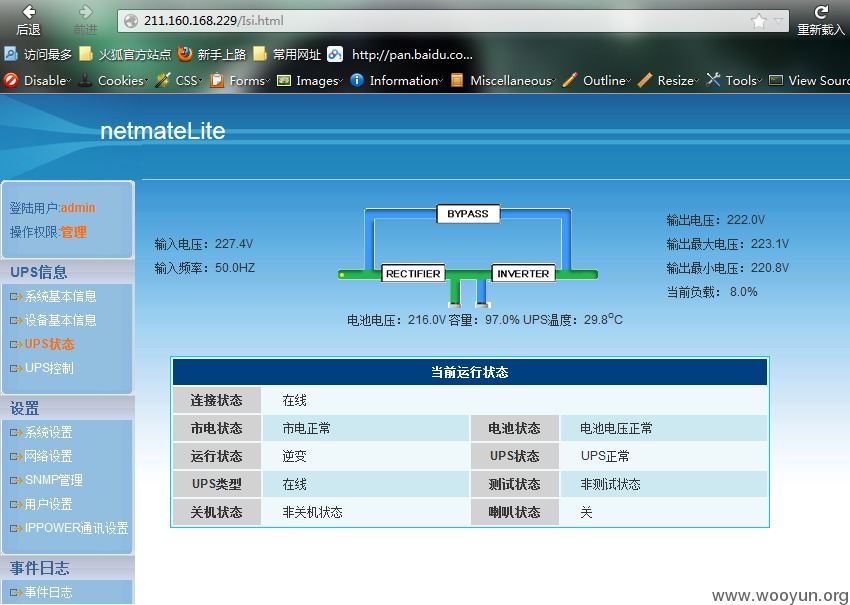 后退
前进
211.160.168.229/Isi.html
重新载入
访问最多 火狐官方站点 新手上路 常用网址 http://pan.baidu.co...
Disable Cookies CSS Forms Images Information Miscellaneous Outline Resize Tools View Sourc
netmateLite
登陆用户:admin
操作权限:管理
UPS信息
系统基本信息
设备基本信息
UPS状态
UPS控制
设置
系统设置
网络设置
SNMP管理
用户设置
IPPOWER通讯设置
事件日志
事件日志
输入电压：227.4V
输入频率：50.0HZ
BYPASS
RECTIFIER
INVERTER
电池电压：216.0V 容量：97.0% UPS温度：29.8°C
输出电压：222.0V
输出最大电压：223.1V
输出最小电压：220.8V
当前负载： 8.0%
当前运行状态
连接状态 在线
市电状态 市电正常 电池状态 电池电压正常
运行状态 逆变 UPS状态 UPS正常
UPS类型 在线 测试状态 非测试状态
关机状态 非关机状态 喇叭状态 关
www.wooyun.org